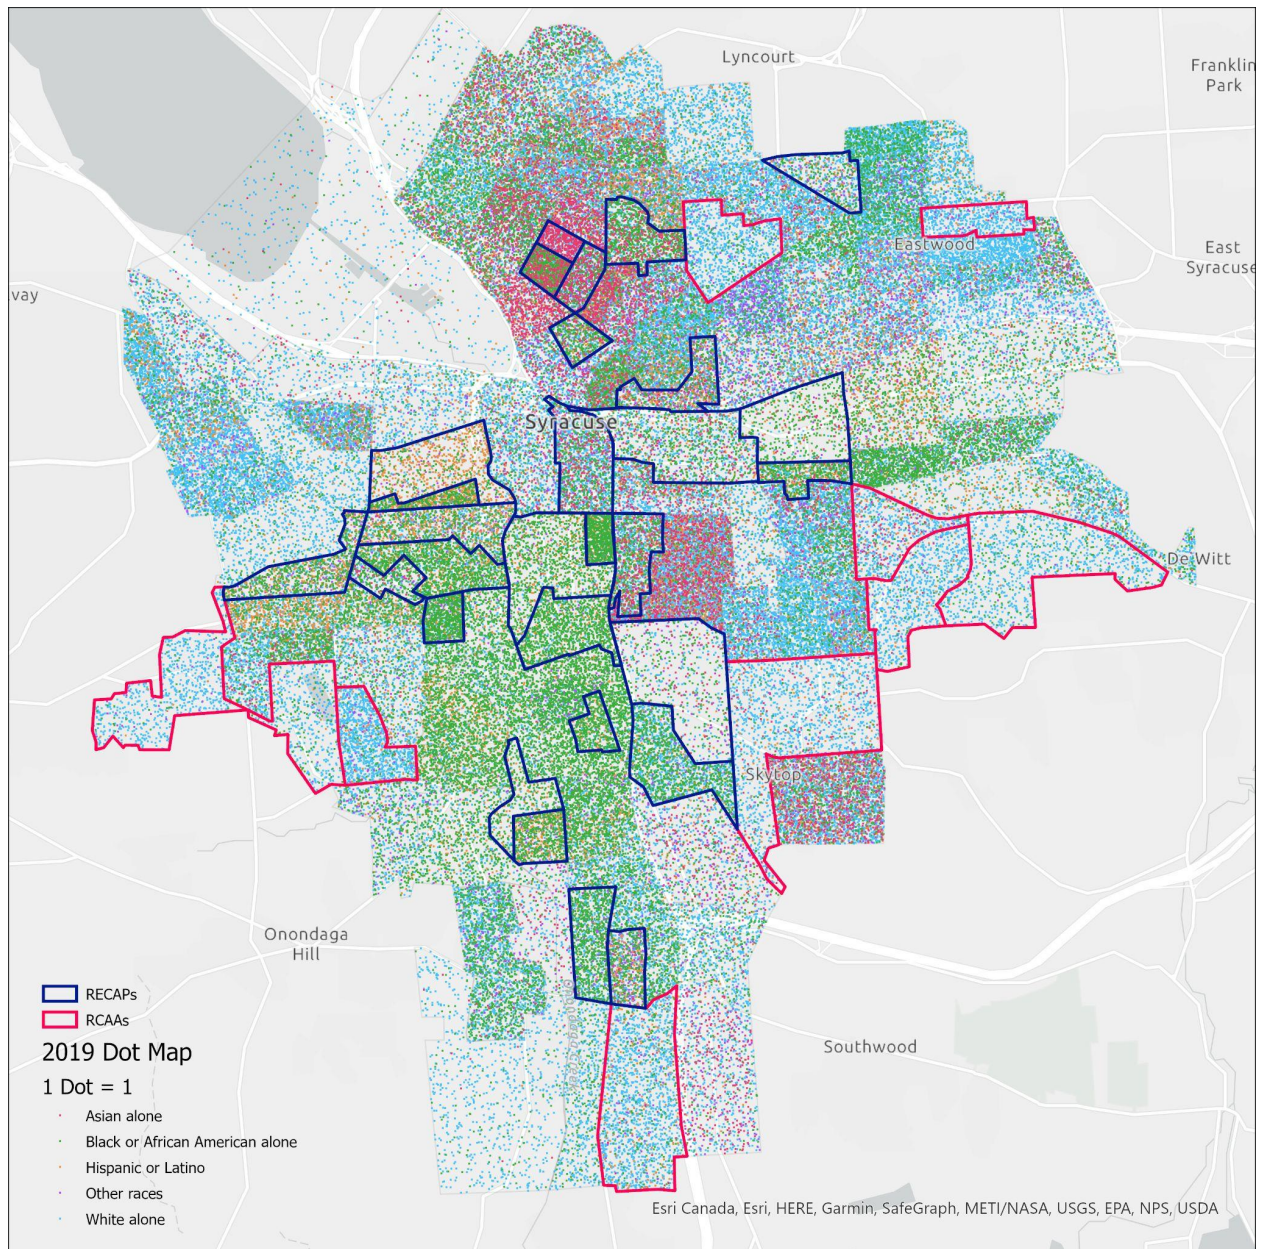 Lyncourt
Franklin
Park
Eastwood
East
Syracuse
vay
Syracuse
De Witt
Skytop
Onondaga
Hill
Southwood
RECAPs
RCAAs
2019 Dot Map
1 Dot = 1
Asian alone
Black or African American alone
Hispanic or Latino
Other races
White alone
Esri Canada, Esri, HERE, Garmin, SafeGraph, METI/NASA, USGS, EPA, NPS, USDA